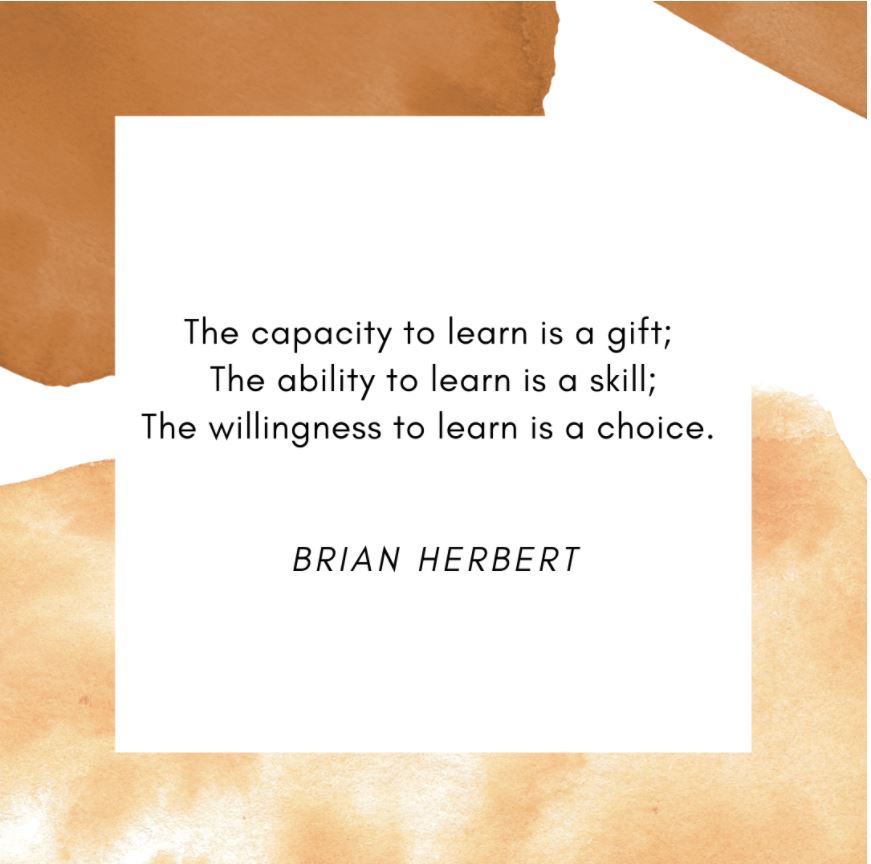 The capacity to learn is a gift;
The ability to learn is a skill;
The willingness to learn is a choice.
BRIAN HERBERT